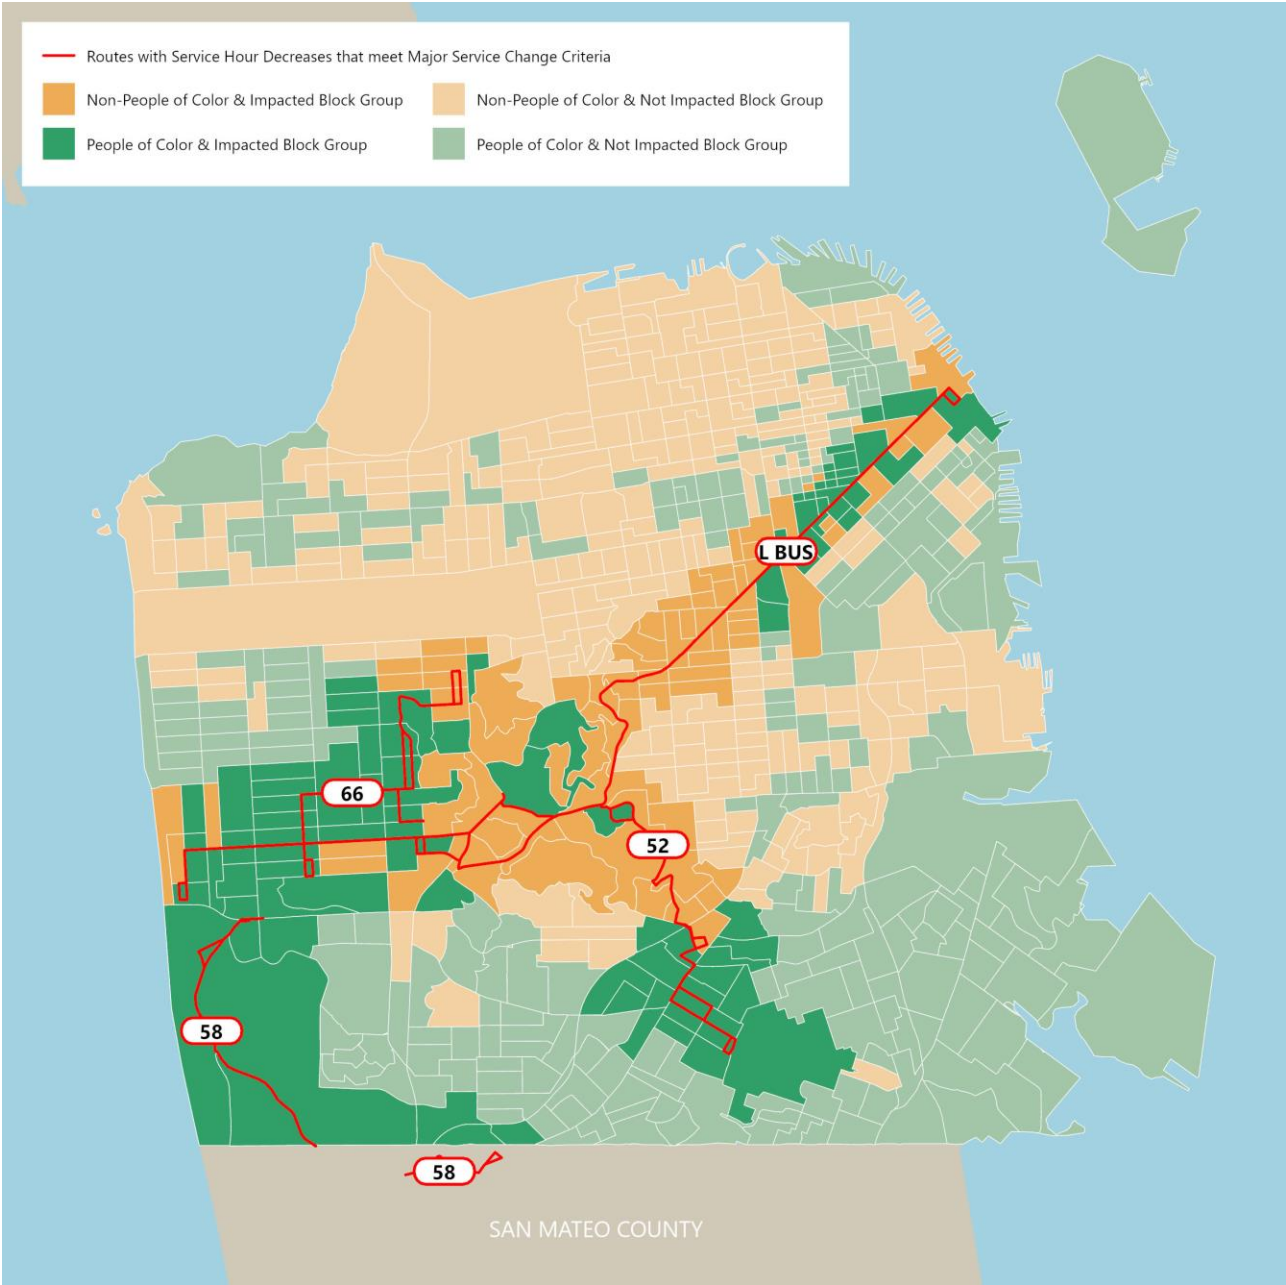 Routes with Service Hour Decreases that meet Major Service Change Criteria
Non-People of Color & Impacted Block Group
Non-People of Color & Not Impacted Block Group
People of Color & Impacted Block Group
People of Color & Not Impacted Block Group
L BUS
66
52
58
58
SAN MATEO COUNTY